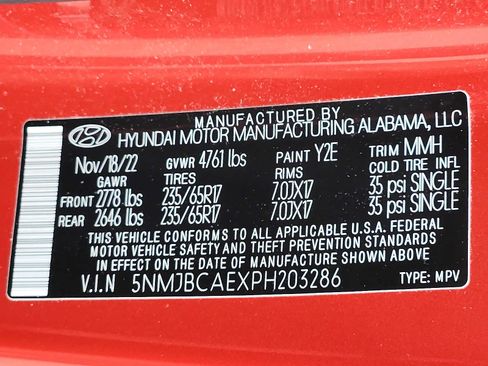 MANUFACTURED BY
HYUNDAI MOTOR MANUFACTURING ALABAMA, LLC
Nov/18/22 GVWR 4761 lbs PAINT Y2E TRIM MMH
GAWR TIRES RIMS COLD TIRE INFL
FRONT 2778 lbs 235/65R17 7.0JX17 35 psi SINGLE
REAR 2646 lbs 235/65R17 7.0JX17 35 psi SINGLE
THIS VEHICLE CONFORMS TO ALL APPLICABLE U.S.A. FEDERAL
MOTOR VEHICLE SAFETY AND THEFT PREVENTION STANDARDS
IN EFFECT ON THE DATE OF MANUFACTURE SHOWN ABOVE
V.I.N 5NMJBCAEXPH203286 TYPE: MPV